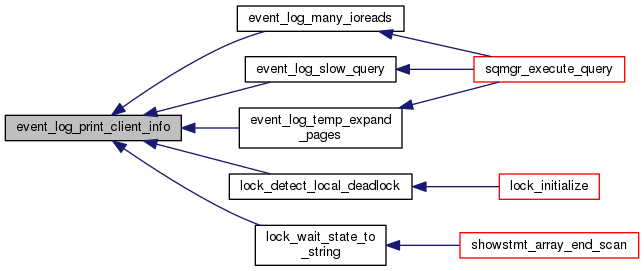 event_log_many_ioreads
event_log_slow_query
sqmgr_execute_query
event_log_temp_expand
_pages
event_log_print_client_info
lock_detect_local_deadlock
lock_initialize
lock_wait_state_to
_string
showstmt_array_end_scan